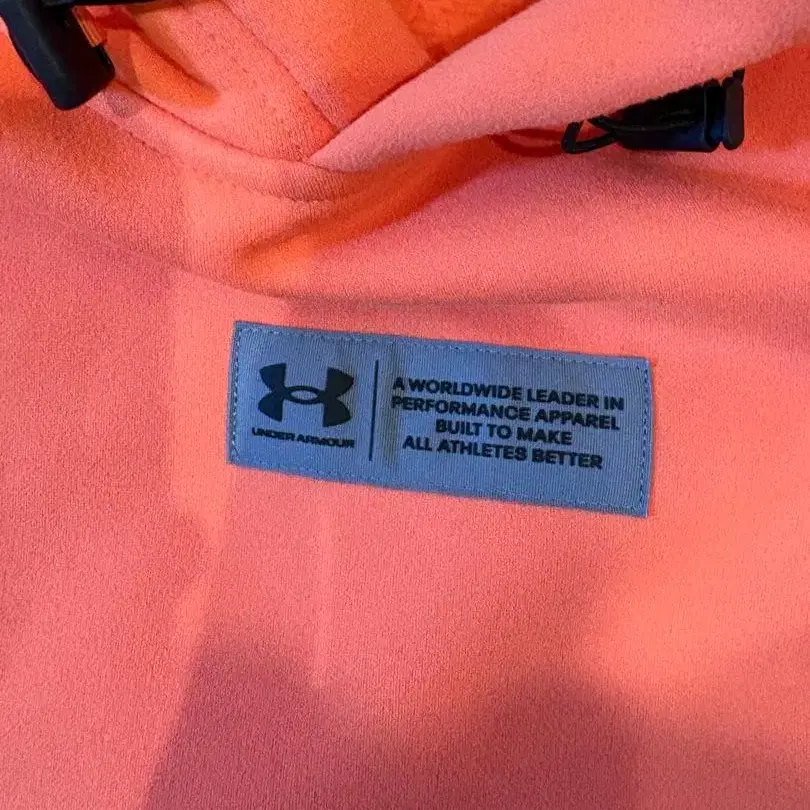 UNDER ARMOUR
A WORLDWIDE LEADER IN
PERFORMANCE APPAREL
BUILT TO MAKE
ALL ATHLETES BETTER